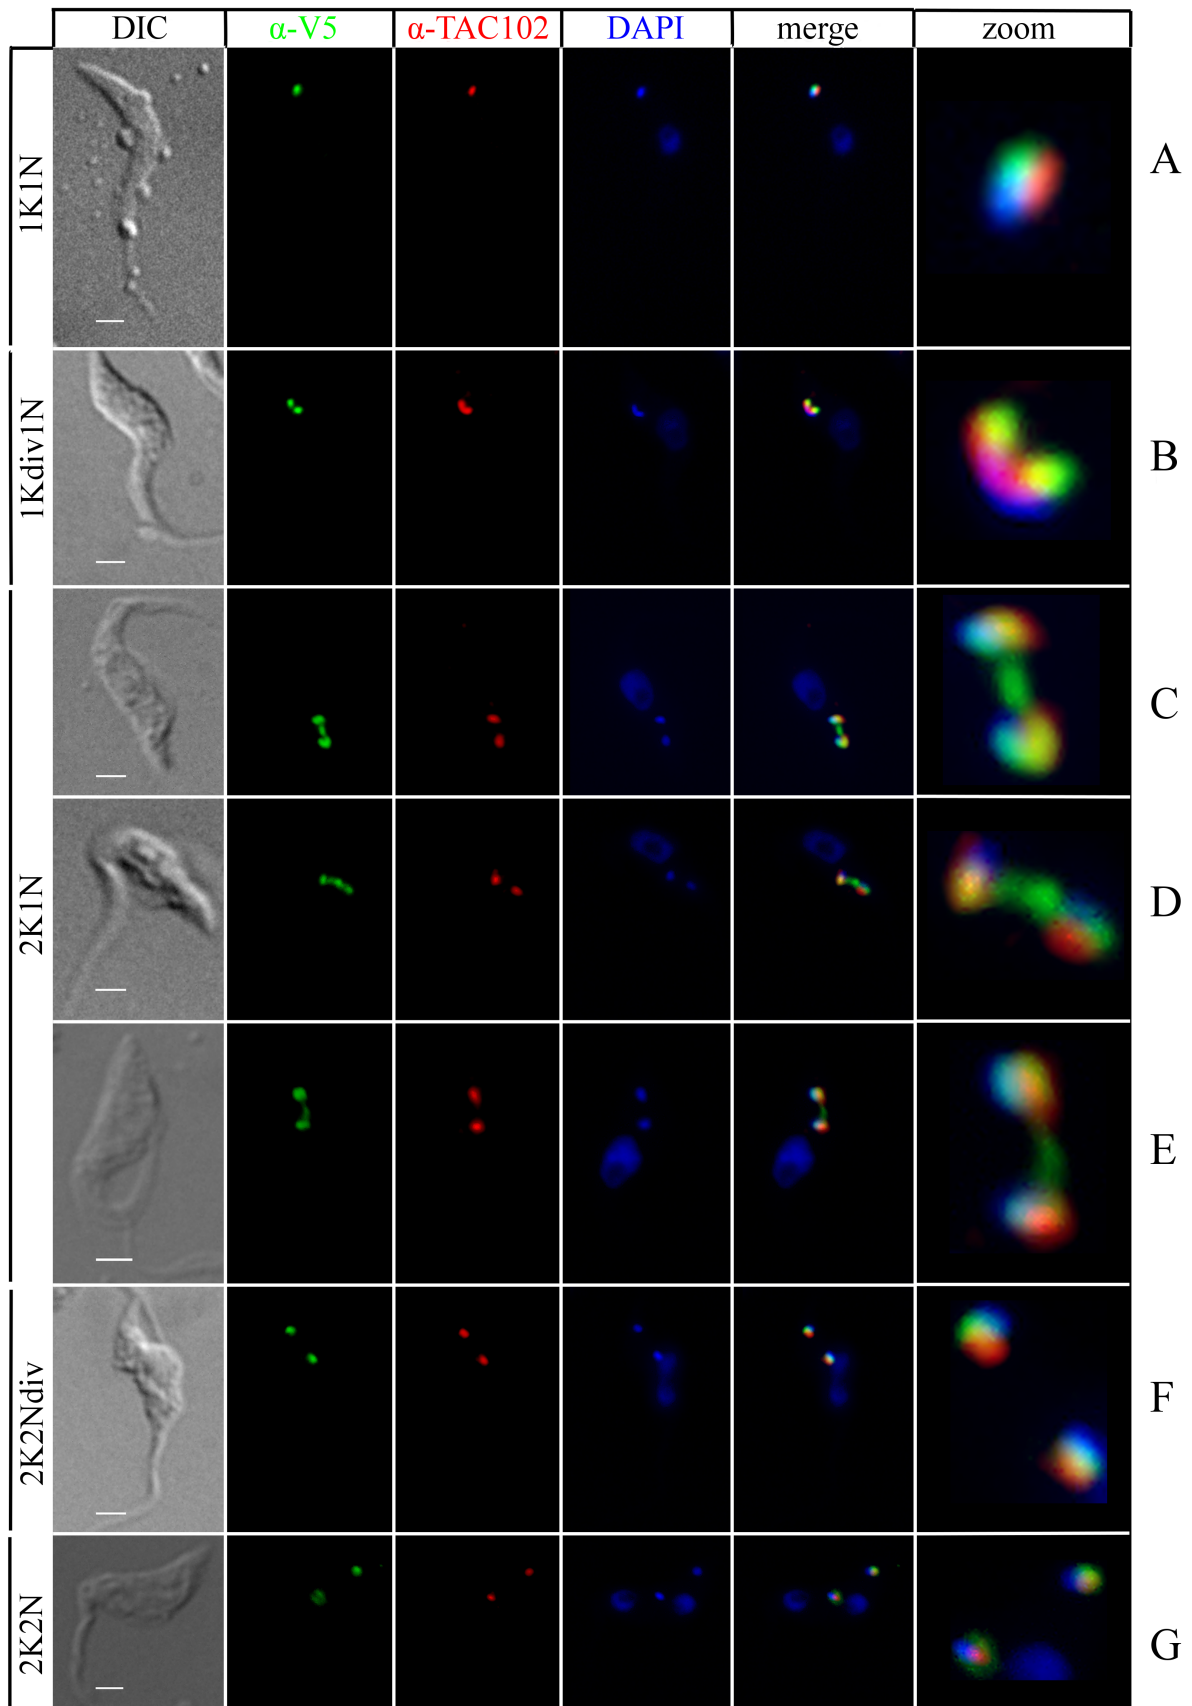 DIC α-V5 α-TAC102 DAPI merge zoom
1K1N A
1Kdiv1N B
C
2K1N D
E
2K2Ndiv F
2K2N G